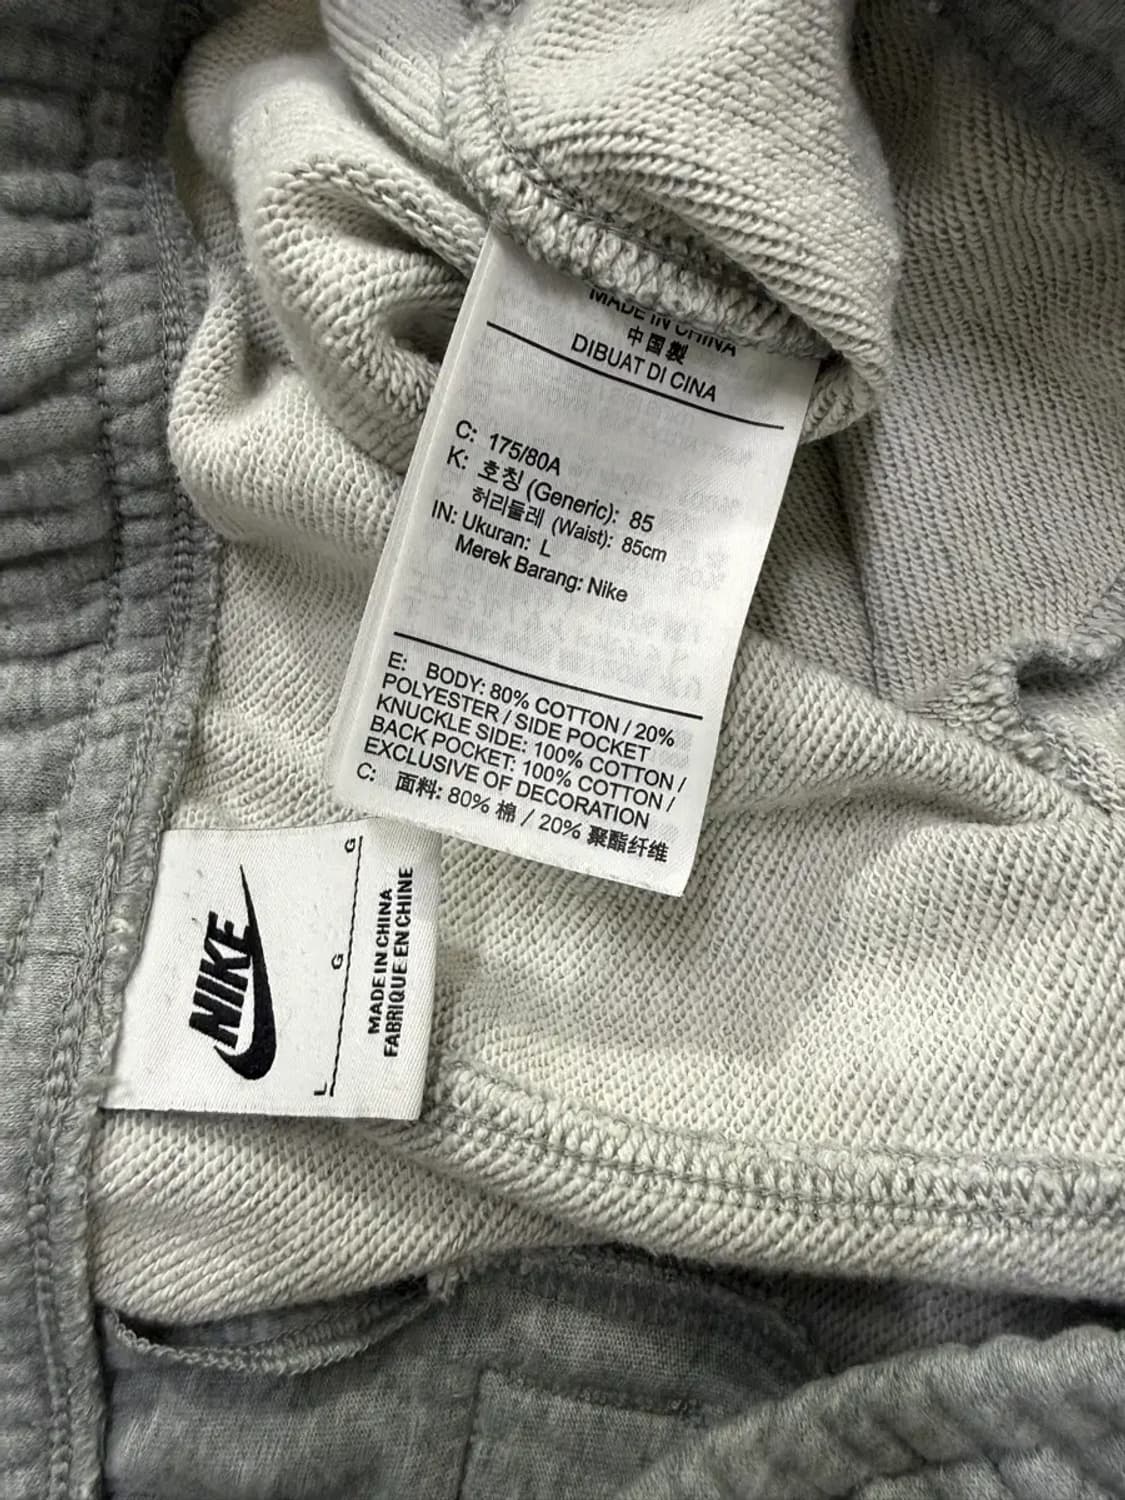 MADE IN CHINA
中国製
DIBUAT DI CINA
C: 175/80A
K: 호칭 (Generic): 85
허리둘레 (Waist): 85cm
IN: Ukuran: L
Merek Barang: Nike
E: BODY: 80% COTTON / 20%
POLYESTER / SIDE POCKET
KNUCKLE SIDE: 100% COTTON /
BACK POCKET: 100% COTTON /
EXCLUSIVE OF DECORATION
C: 面料: 80% 棉 / 20% 聚酯纤维
NIKE
L G G
MADE IN CHINA
FABRIQUE EN CHINE